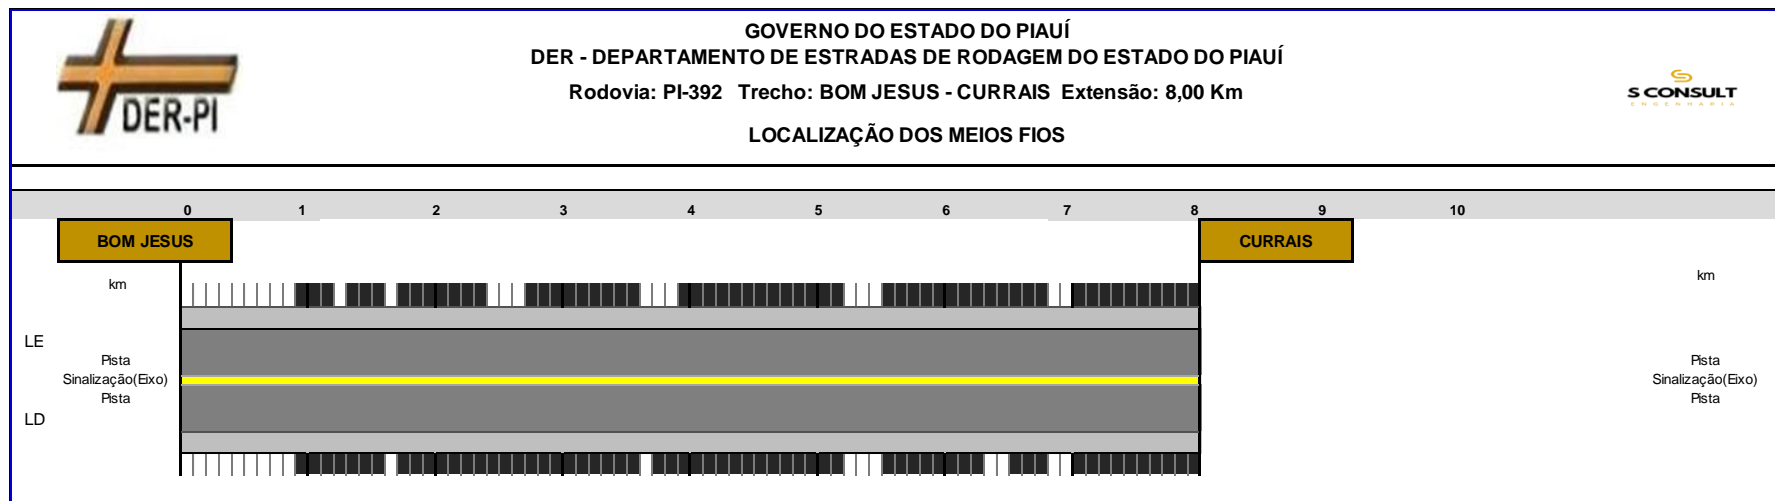 GOVERNO DO ESTADO DO PIAUÍ
DER - DEPARTAMENTO DE ESTRADAS DE RODAGEM DO ESTADO DO PIAUÍ
Rodovia: PI-392 Trecho: BOM JESUS - CURRAIS Extensão: 8,00 Km
LOCALIZAÇÃO DOS MEIOS FIOS
DER-PI
S CONSULT
ENGENHARIA
0 1 2 3 4 5 6 7 8 9 10
BOM JESUS CURRAIS
km km
LE
Pista Pista
Sinalização(Eixo) Sinalização(Eixo)
Pista Pista
LD